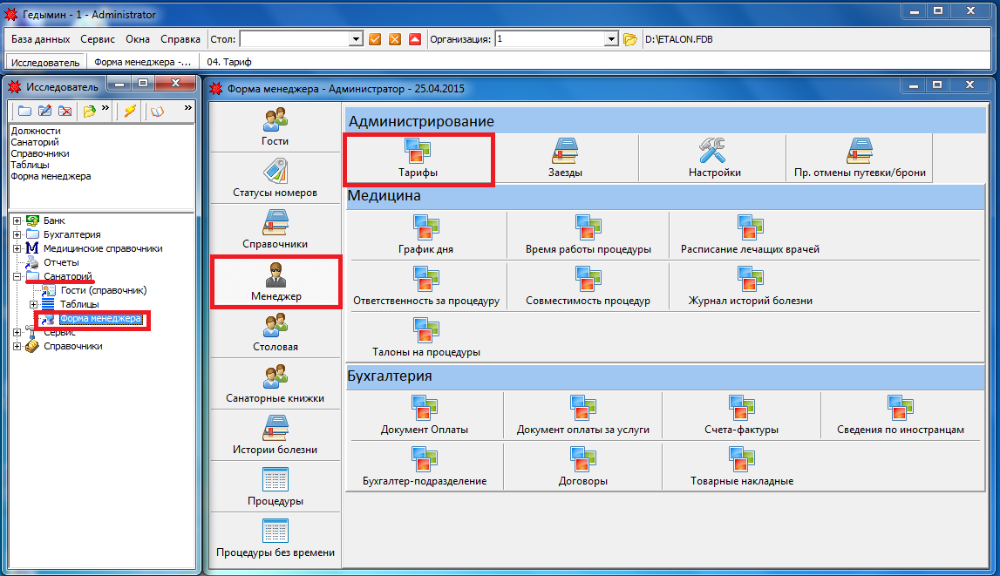 Гедымин - 1 - Administrator
База данных Сервис Окна Справка Стол: Организация: 1 D:\ETALON.FDB
Исследователь Форма менеджера -... 04. Тариф
Исследователь
Должности
Санаторий
Справочники
Таблицы
Форма менеджера
Банк
Бухгалтерия
Медицинские справочники
Отчеты
Санаторий
Гости (справочник)
Таблицы
Форма менеджера
Сервис
Справочники
Форма менеджера - Администратор - 25.04.2015
Гости
Статусы номеров
Справочники
Менеджер
Столовая
Санаторные книжки
Истории болезни
Процедуры
Процедуры без времени
Администрирование
Тарифы Заезды Настройки Пр. отмены путевки/брони
Медицина
График дня Время работы процедуры Расписание лечащих врачей
Ответственность за процедуру Совместимость процедур Журнал историй болезни
Талоны на процедуры
Бухгалтерия
Документ Оплаты Документ оплаты за услуги Счета-фактуры Сведения по иностранцам
Бухгалтер-подразделение Договоры Товарные накладные